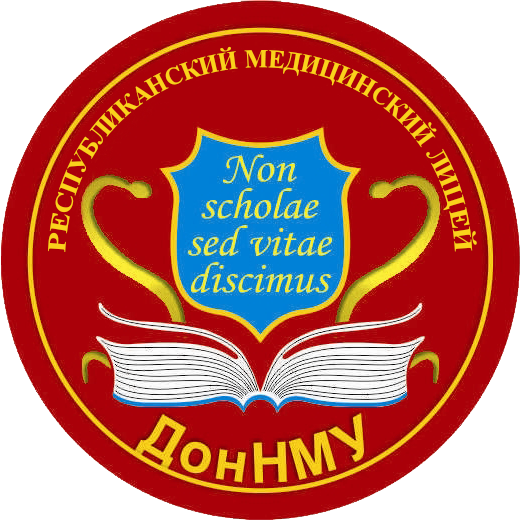 РЕСПУБЛИКАНСКИЙ МЕДИЦИНСКИЙ ЛИЦЕЙ
Non
scholae
sed vitae
discimus
ДонНМУ